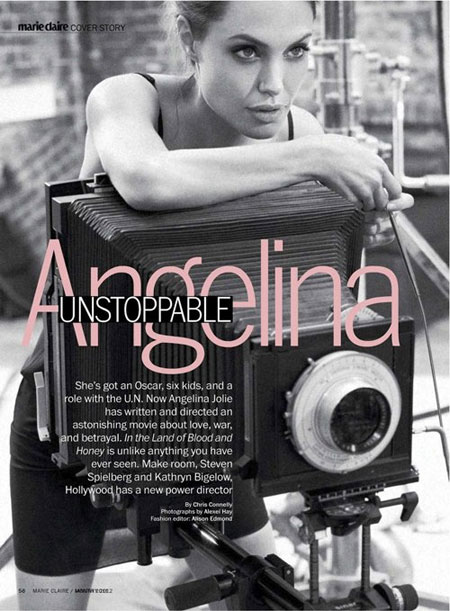 marie claire COVER STORY
Angelina
UNSTOPPABLE
She's got an Oscar, six kids, and a
role with the U.N. Now Angelina Jolie
has written and directed an
astonishing movie about love, war,
and betrayal. In the Land of Blood and
Honey is unlike anything you have
ever seen. Make room, Steven
Spielberg and Kathryn Bigelow,
Hollywood has a new power director
By Chris Connelly
Photographs by Alexei Hay
Fashion editor: Alison Edmond
58 MARIE CLAIRE /